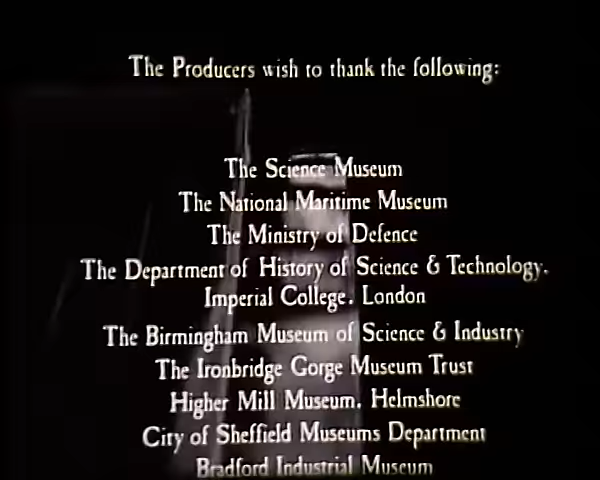 The Producers wish to thank the following:
The Science Museum
The National Maritime Museum
The Ministry of Defence
The Department of History of Science & Technology.
Imperial College. London
The Birmingham Museum of Science & Industry
The Ironbridge Gorge Museum Trust
Higher Mill Museum. Helmshore
City of Sheffield Museums Department
Bradford Industrial Museum